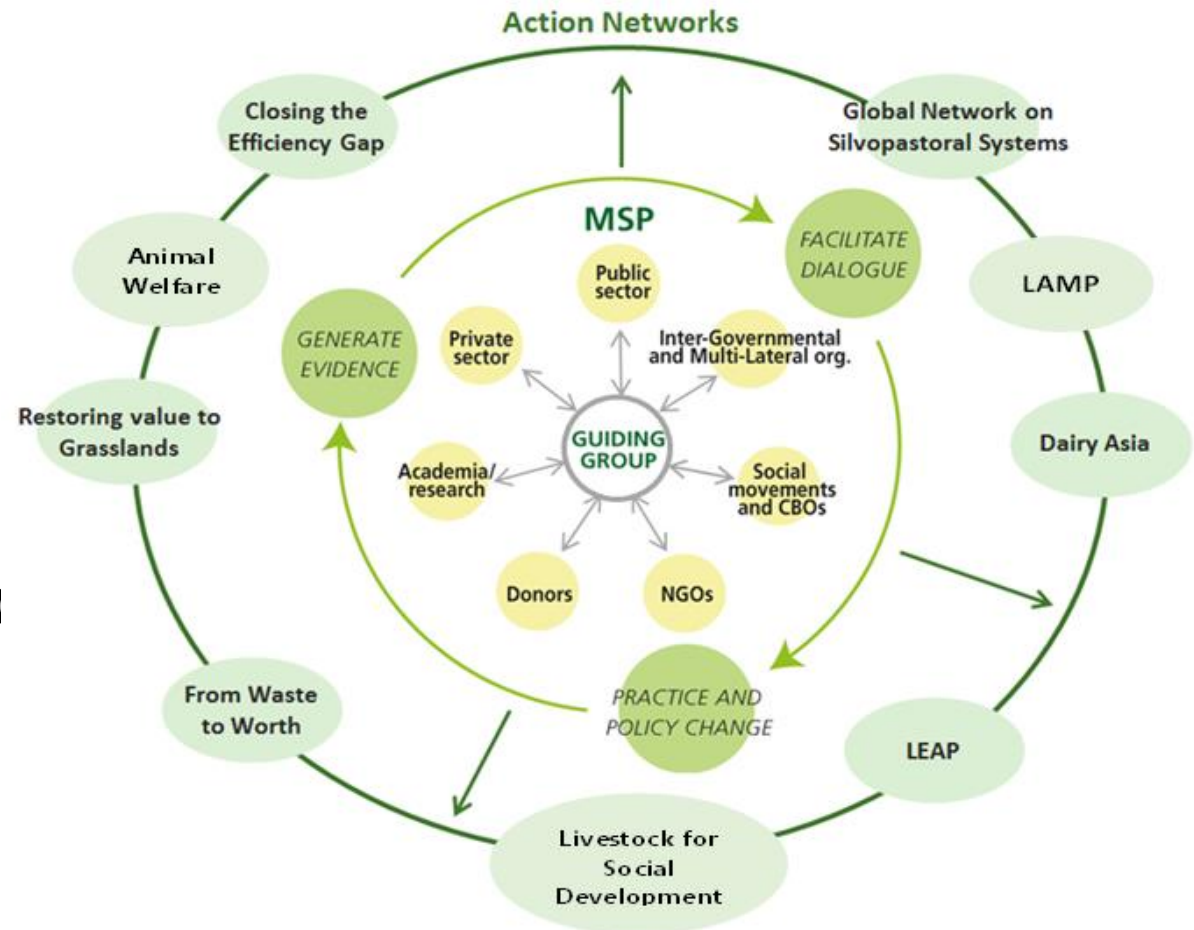 Action Networks
Closing the
Efficiency Gap
Global Network on
Silvopastoral Systems
Animal
Welfare
LAMP
Restoring value to
Grasslands
Dairy Asia
From Waste
to Worth
LEAP
Livestock for
Social
Development
MSP
GENERATE
EVIDENCE
FACILITATE
DIALOGUE
PRACTICE AND
POLICY CHANGE
Public
sector
Private
sector
Inter-Governmental
and Multi-Lateral org.
GUIDING
GROUP
Academia/
research
Social
movements
and CBOs
Donors
NGOs